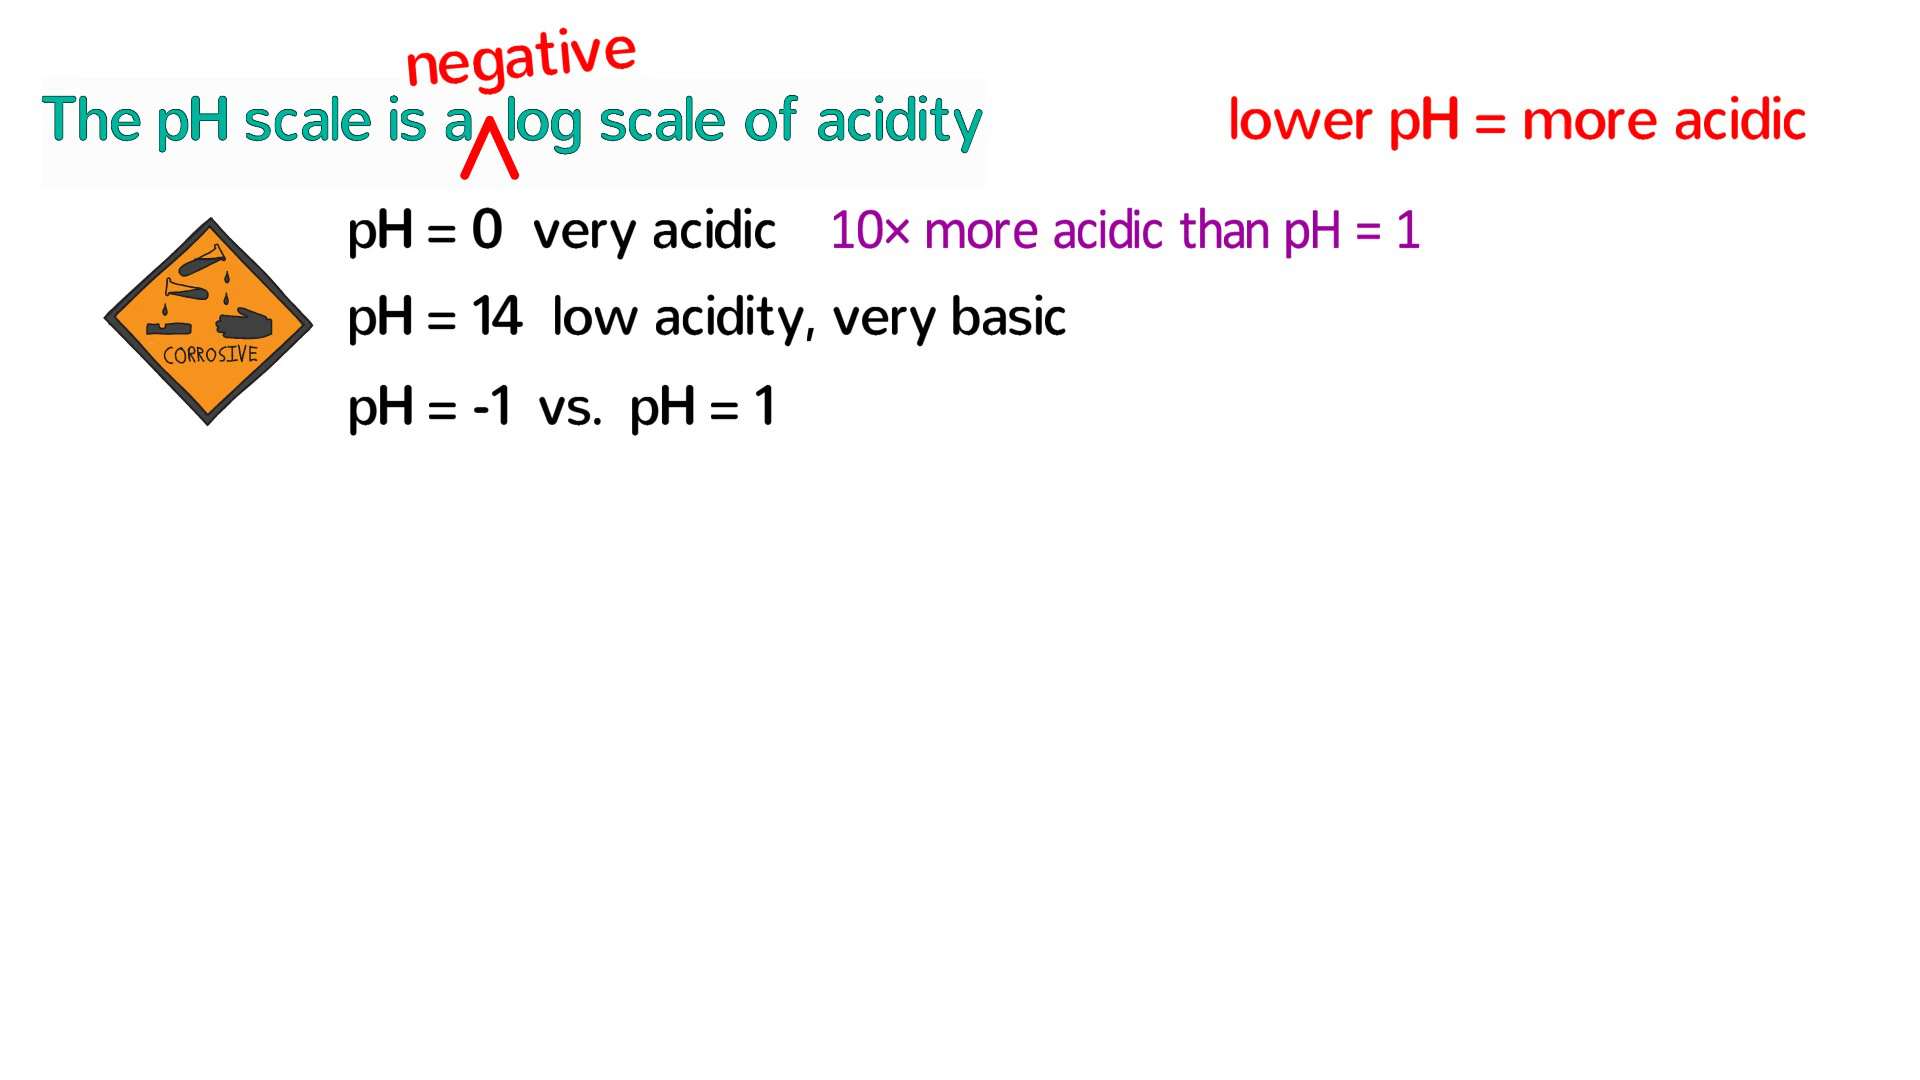 negative
The pH scale is a log scale of acidity
lower pH = more acidic
pH = 0 very acidic 10× more acidic than pH = 1
pH = 14 low acidity, very basic
CORROSIVE
pH = -1 vs. pH = 1